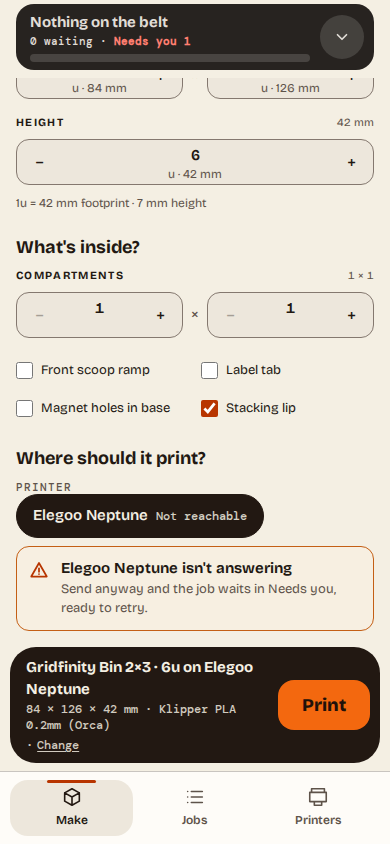 Nothing on the belt
0 waiting · Needs you 1
u · 84 mm
u · 126 mm
HEIGHT
42 mm
− 6 +
u · 42 mm
1u = 42 mm footprint · 7 mm height
What's inside?
COMPARTMENTS
1 × 1
− 1 + × − 1 +
Front scoop ramp
Label tab
Magnet holes in base
Stacking lip
Where should it print?
PRINTER
Elegoo Neptune Not reachable
Elegoo Neptune isn't answering
Send anyway and the job waits in Needs you,
ready to retry.
Gridfinity Bin 2×3 · 6u on Elegoo
Neptune
84 × 126 × 42 mm · Klipper PLA
0.2mm (Orca)
· Change
Print
Make
Jobs
Printers